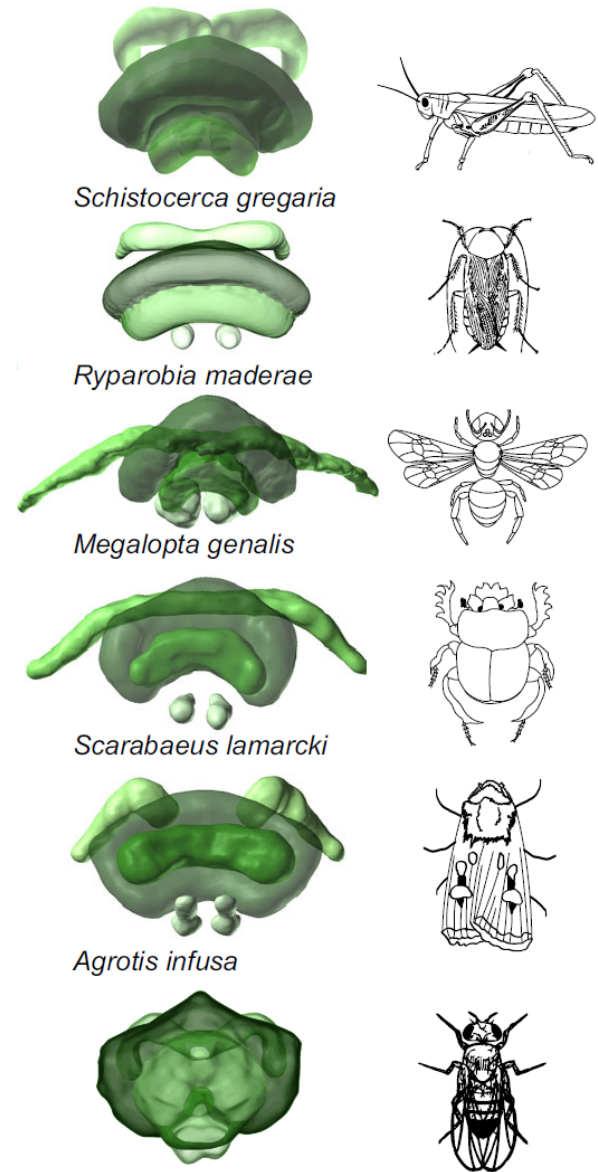 Schistocerca gregaria
Ryparobia maderae
Megalopta genalis
Scarabaeus lamarcki
Agrotis infusa